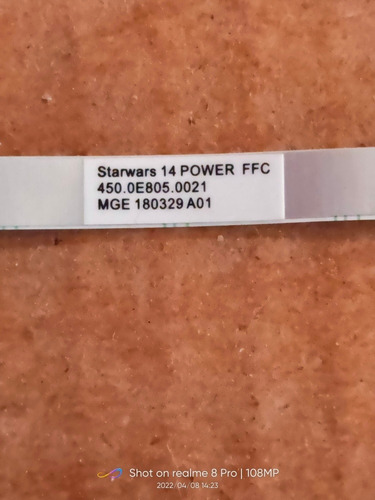 Starwars 14 POWER FFC
450.0E805.0021
MGE 180329 A01
Shot on realme 8 Pro | 108MP
2022/04/08 14:23